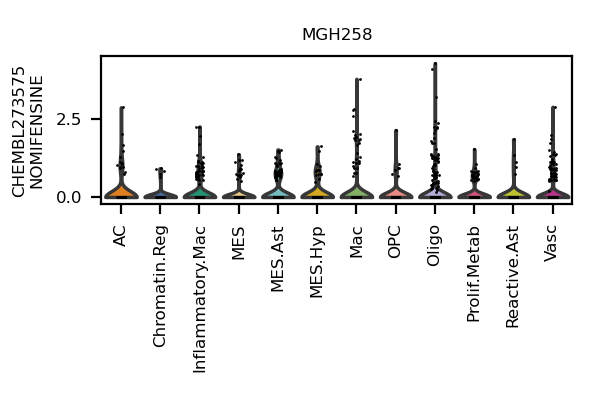 MGH258
CHEMBL273575
NOMIFENSINE
2.5
0.0
AC
Chromatin.Reg
Inflammatory.Mac
MES
MES.Ast
MES.Hyp
Mac
OPC
Oligo
Prolif.Metab
Reactive.Ast
Vasc